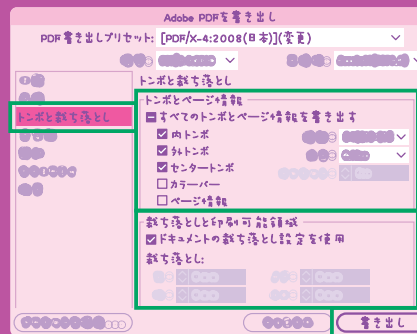 Adobe PDFを書き出し
PDF書き出しプリセット: [PDF/X-4:2008(日本)](変更)
トンボと裁ち落とし
トンボと裁ち落とし
トンボとページ情報
すべてのトンボとページ情報を書き出す
内トンボ
外トンボ
センタートンボ
カラーバー
ページ情報
裁ち落としと印刷可能領域
ドキュメントの裁ち落とし設定を使用
裁ち落とし:
書き出し